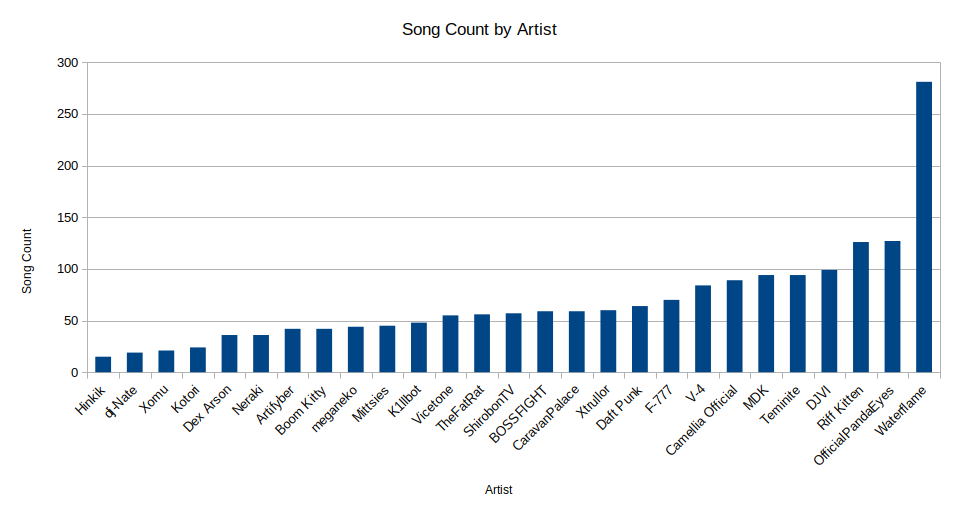 Song Count by Artist
300
250
200
150
100
50
0
Song Count
Hinkik
dj-Nate
Xomu
Kotori
Dex Arson
Neraki
Artifyber
Boom Kitty
meganeko
Mittsies
K1llbot
Vicetone
TheFatRat
ShirobonTV
BOSSFIGHT
CaravanPalace
Xtrullor
Daft Punk
F-777
V-4
Camellia Official
MDK
Teminite
DJVI
Riff Kitten
OfficialPandaEyes
Waterflame
Artist